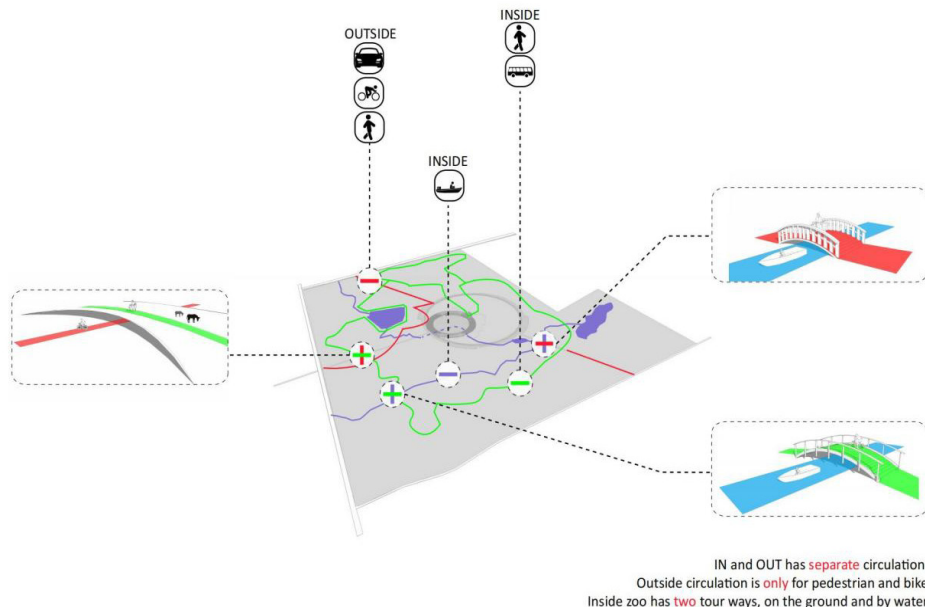 INSIDE
OUTSIDE
INSIDE
IN and OUT has separate circulation
Outside circulation is only for pedestrian and bike
Inside zoo has two tour ways, on the ground and by water